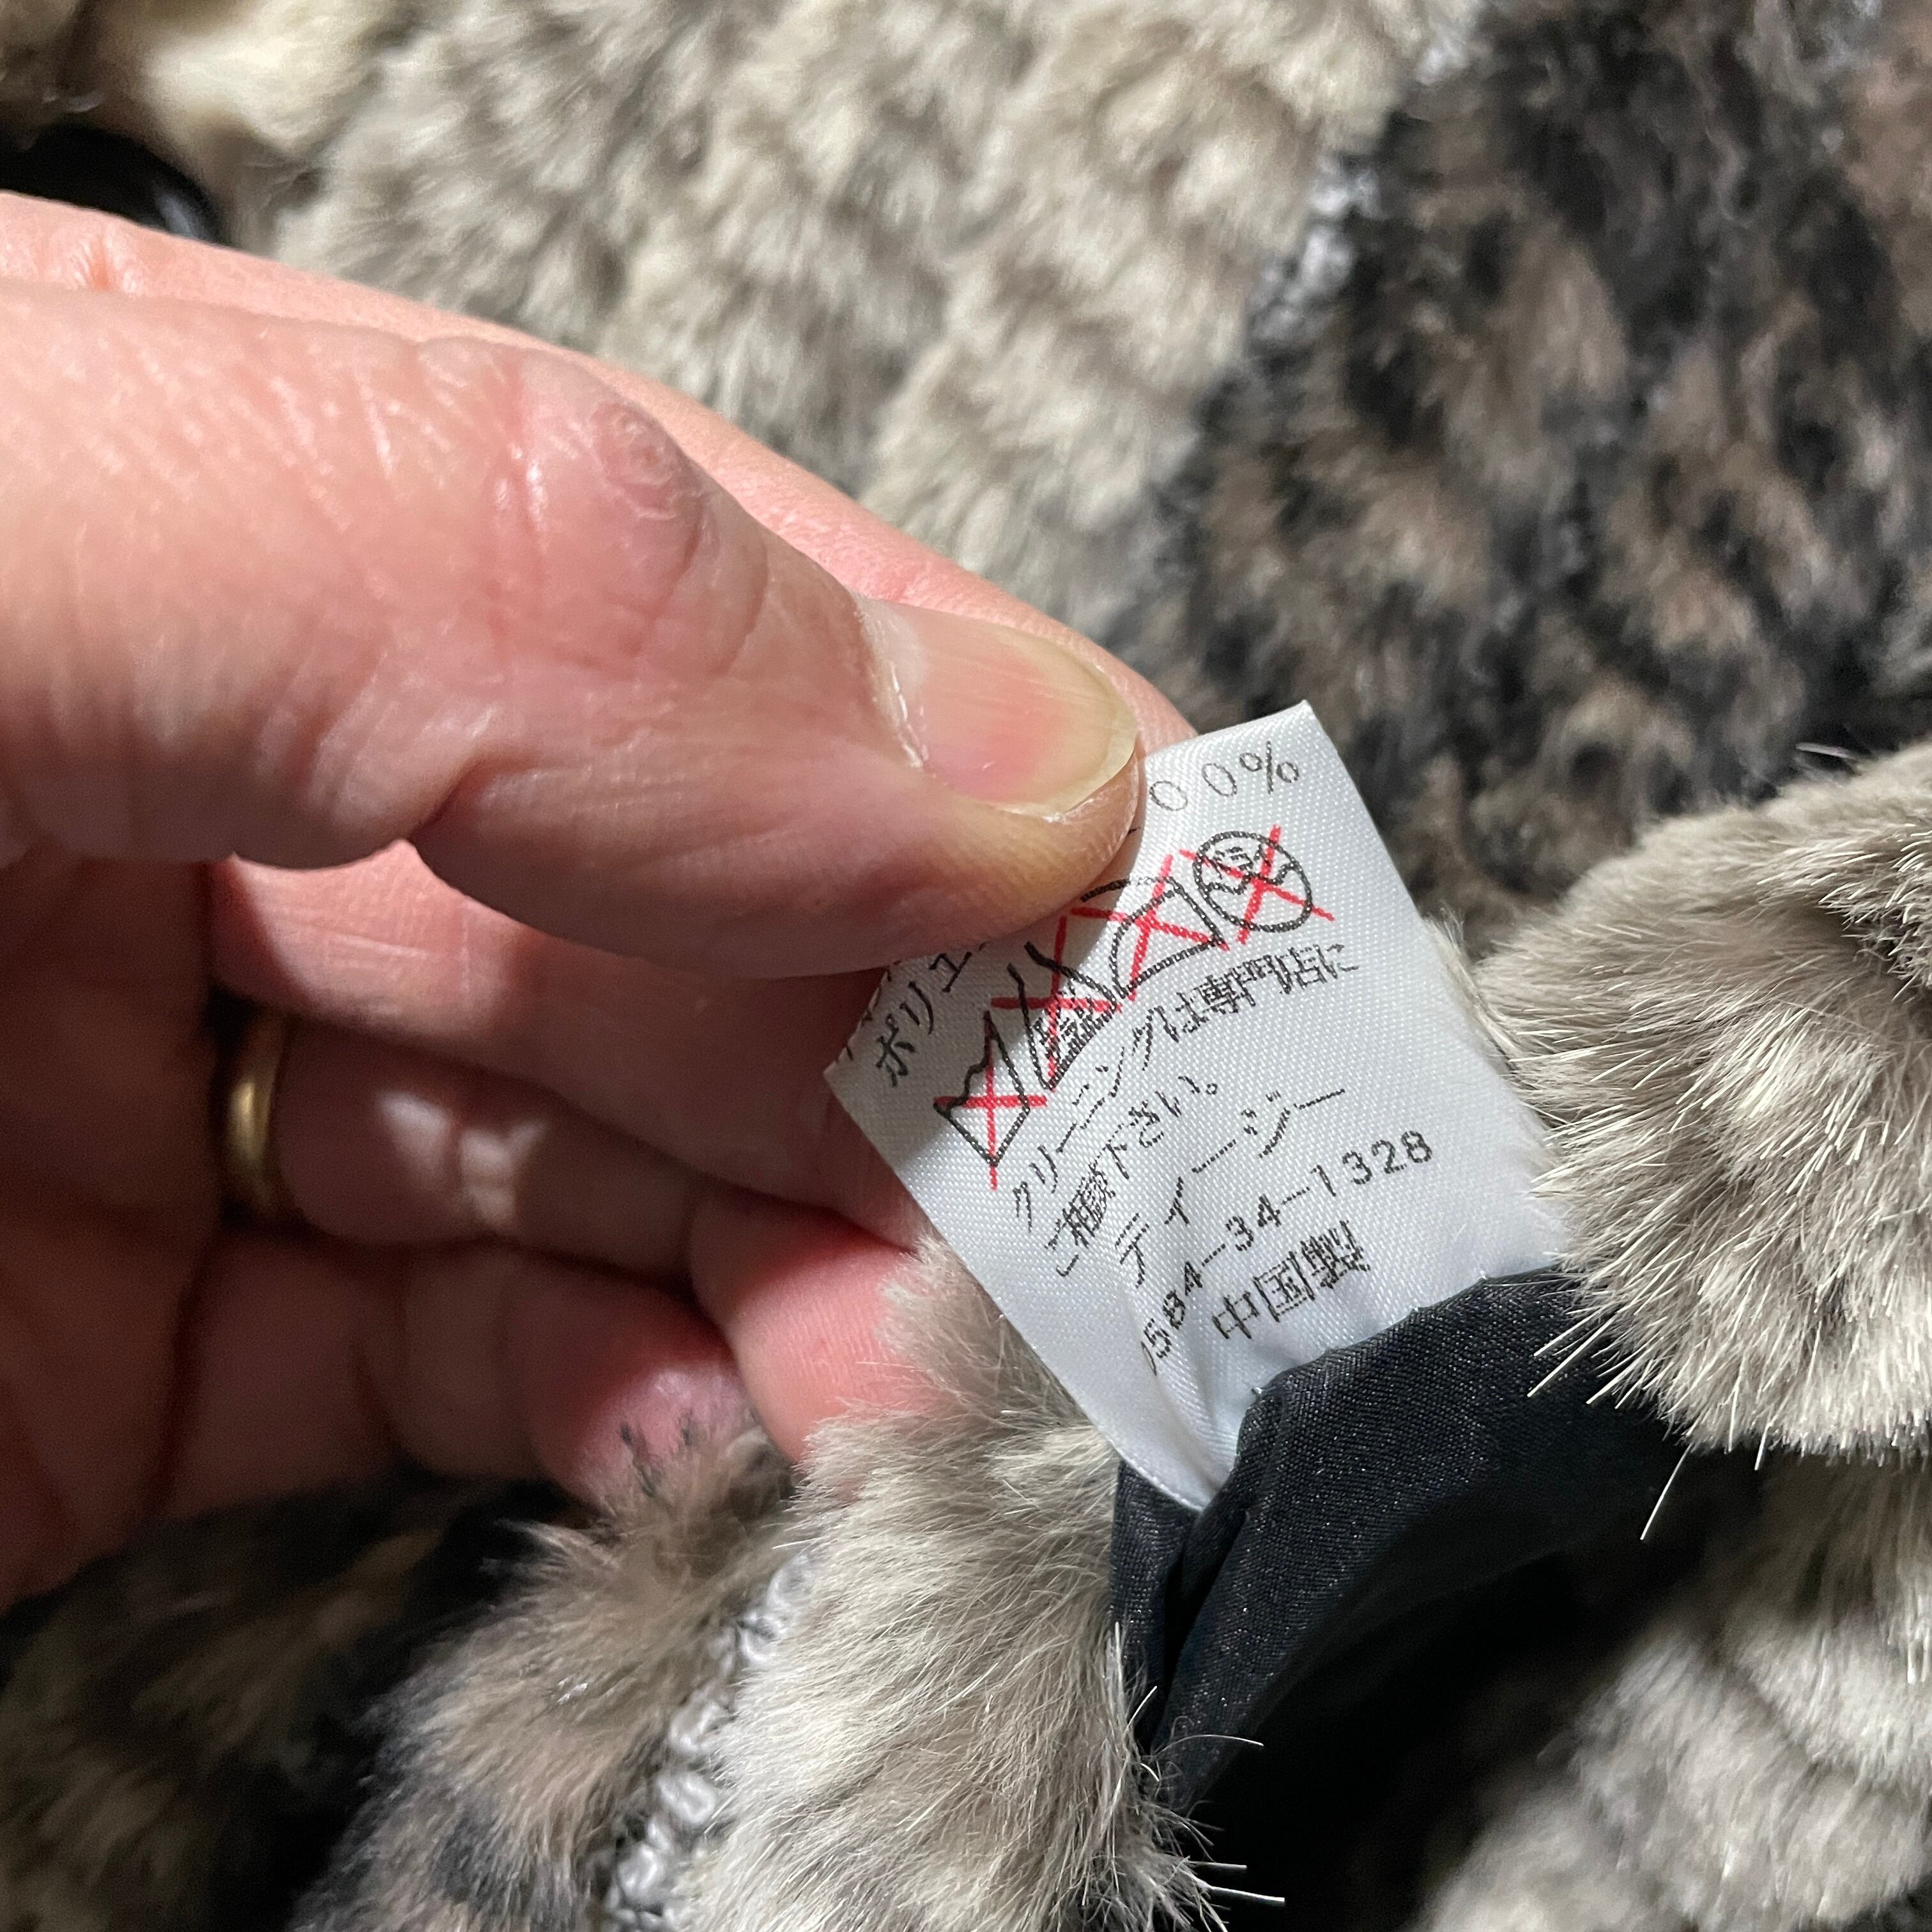 00%
ポリエ
クリーニングは専門店に
ご相談下さい。
ティージー
0584-34-1328
中国製